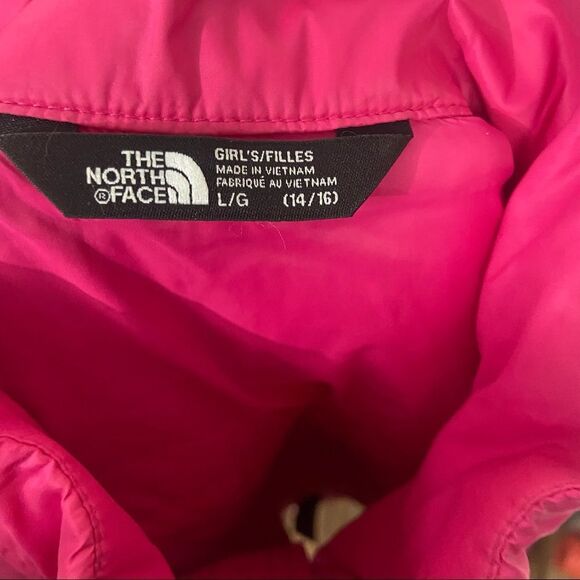 THE
NORTH
®FACE
GIRL'S/FILLES
MADE IN VIETNAM
FABRIQUÉ AU VIETNAM
L/G (14/16)